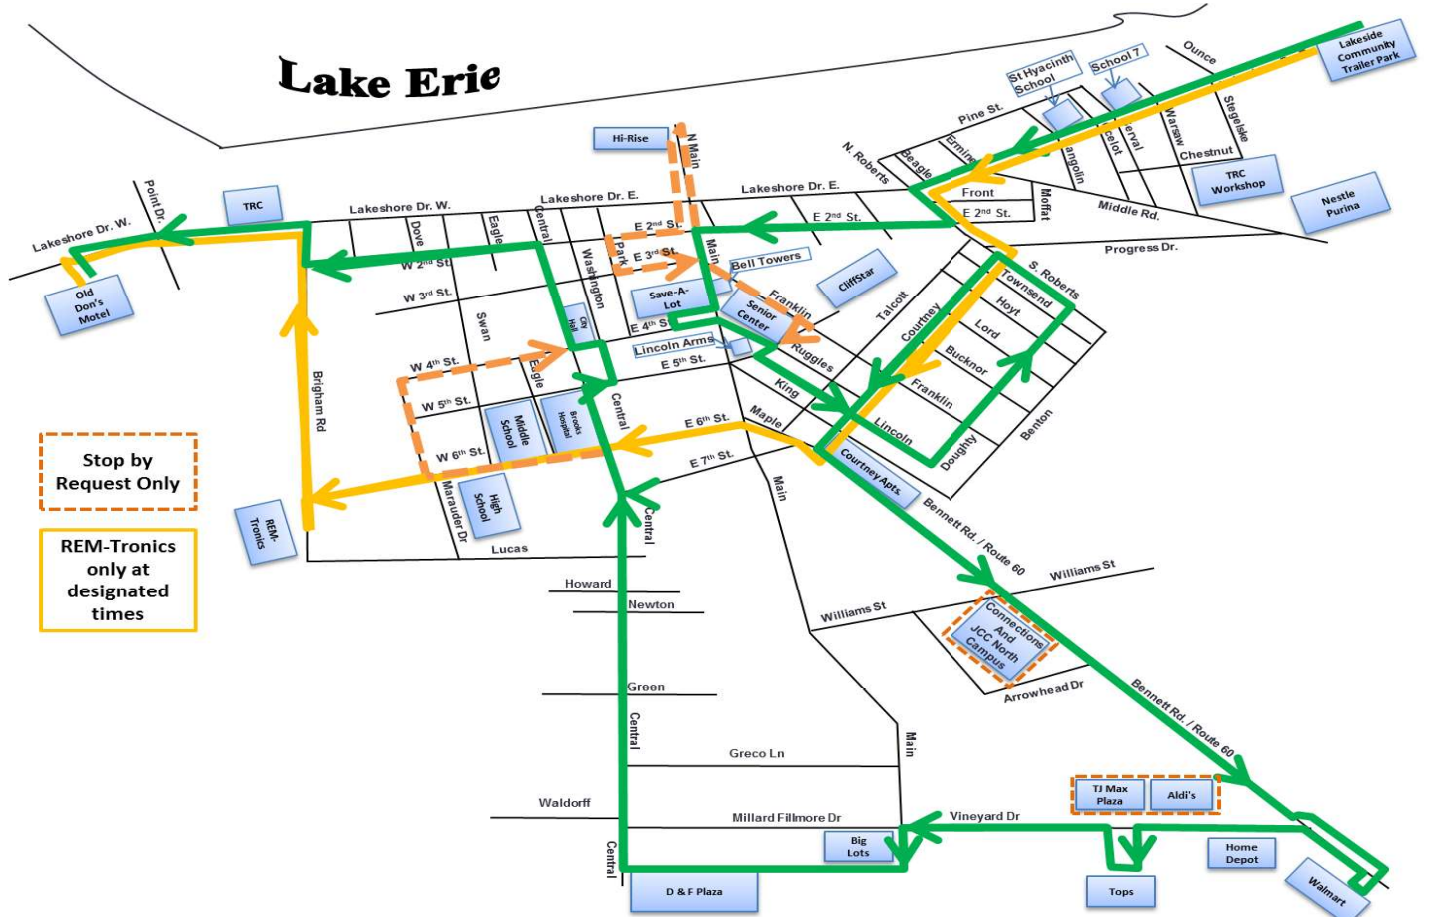 Lake Erie
Lakeside
Community
Trailer Park
Ounce
School 7
St Hyacinth
School
Stegelske
Pine St.
Warsaw
Hi-Rise
N Main
N. Roberts
Beagle
Ermine
Chestnut
TRC
Workshop
Nestle
Purina
Point Dr.
TRC
Lakeshore Dr. W.
Lakeshore Dr. W.
Lakeshore Dr. E.
Lakeshore Dr. E.
Front
Moffat
Middle Rd.
Dove
Eagle
Central
E 2nd St.
E 2nd St.
E 2nd St.
Progress Dr.
Park
E 3rd St.
Main
Washington
W 2nd St.
Bell Towers
CliffStar
S. Roberts
Townsend
Old
Don's
Motel
W 3rd St.
Save-A-
Lot
Senior
Center
Franklin
Talcott
Courtney
Hoyt
Lord
Swan
City
Hall
E 4th St.
Lincoln Arms
Ruggles
Bucknor
W 4th St.
Eagle
E 5th St.
King
Franklin
Brigham Rd
W 5th St.
Middle
School
Brooks
Hospital
Central
E 6th St.
Maple
Lincoln
Doughty
Benton
Stop by
Request Only
W 6th St.
E 7th St.
Courtney Apts.
Marauder Dr
High
School
Main
Bennett Rd. / Route 60
REM-
Tronics
Central
REM-Tronics
only at
designated
times
Lucas
Howard
Newton
Williams St
Williams St
Connections
And
JCC North
Campus
Green
Arrowhead Dr
Central
Main
Bennett Rd. / Route 60
Greco Ln
Waldorff
TJ Max
Plaza
Aldi's
Millard Fillmore Dr
Vineyard Dr
Big
Lots
Home
Depot
Central
D & F Plaza
Tops
Walmart